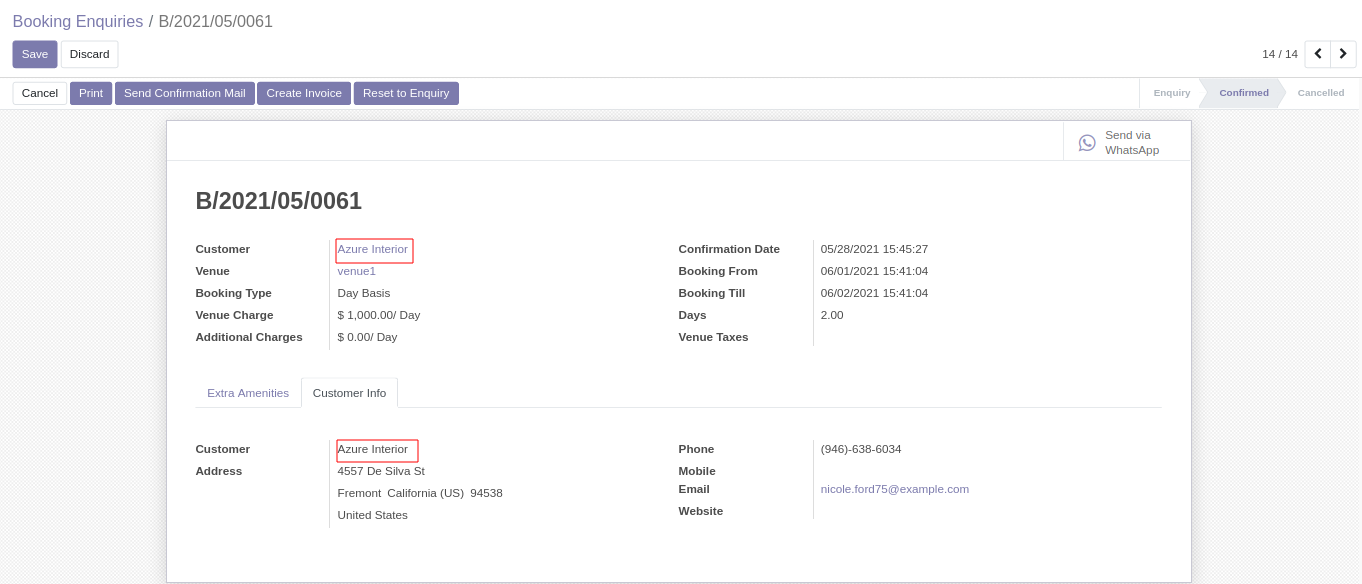 Booking Enquiries / B/2021/05/0061
Save Discard 14 / 14
Cancel Print Send Confirmation Mail Create Invoice Reset to Enquiry Enquiry Confirmed Cancelled
Send via
WhatsApp
B/2021/05/0061
Customer Azure Interior
Venue venue1
Booking Type Day Basis
Venue Charge $ 1,000.00/ Day
Additional Charges $ 0.00/ Day
Confirmation Date 05/28/2021 15:45:27
Booking From 06/01/2021 15:41:04
Booking Till 06/02/2021 15:41:04
Days 2.00
Venue Taxes
Extra Amenities Customer Info
Customer Azure Interior
Address 4557 De Silva St
Fremont California (US) 94538
United States
Phone (946)-638-6034
Mobile
Email nicole.ford75@example.com
Website